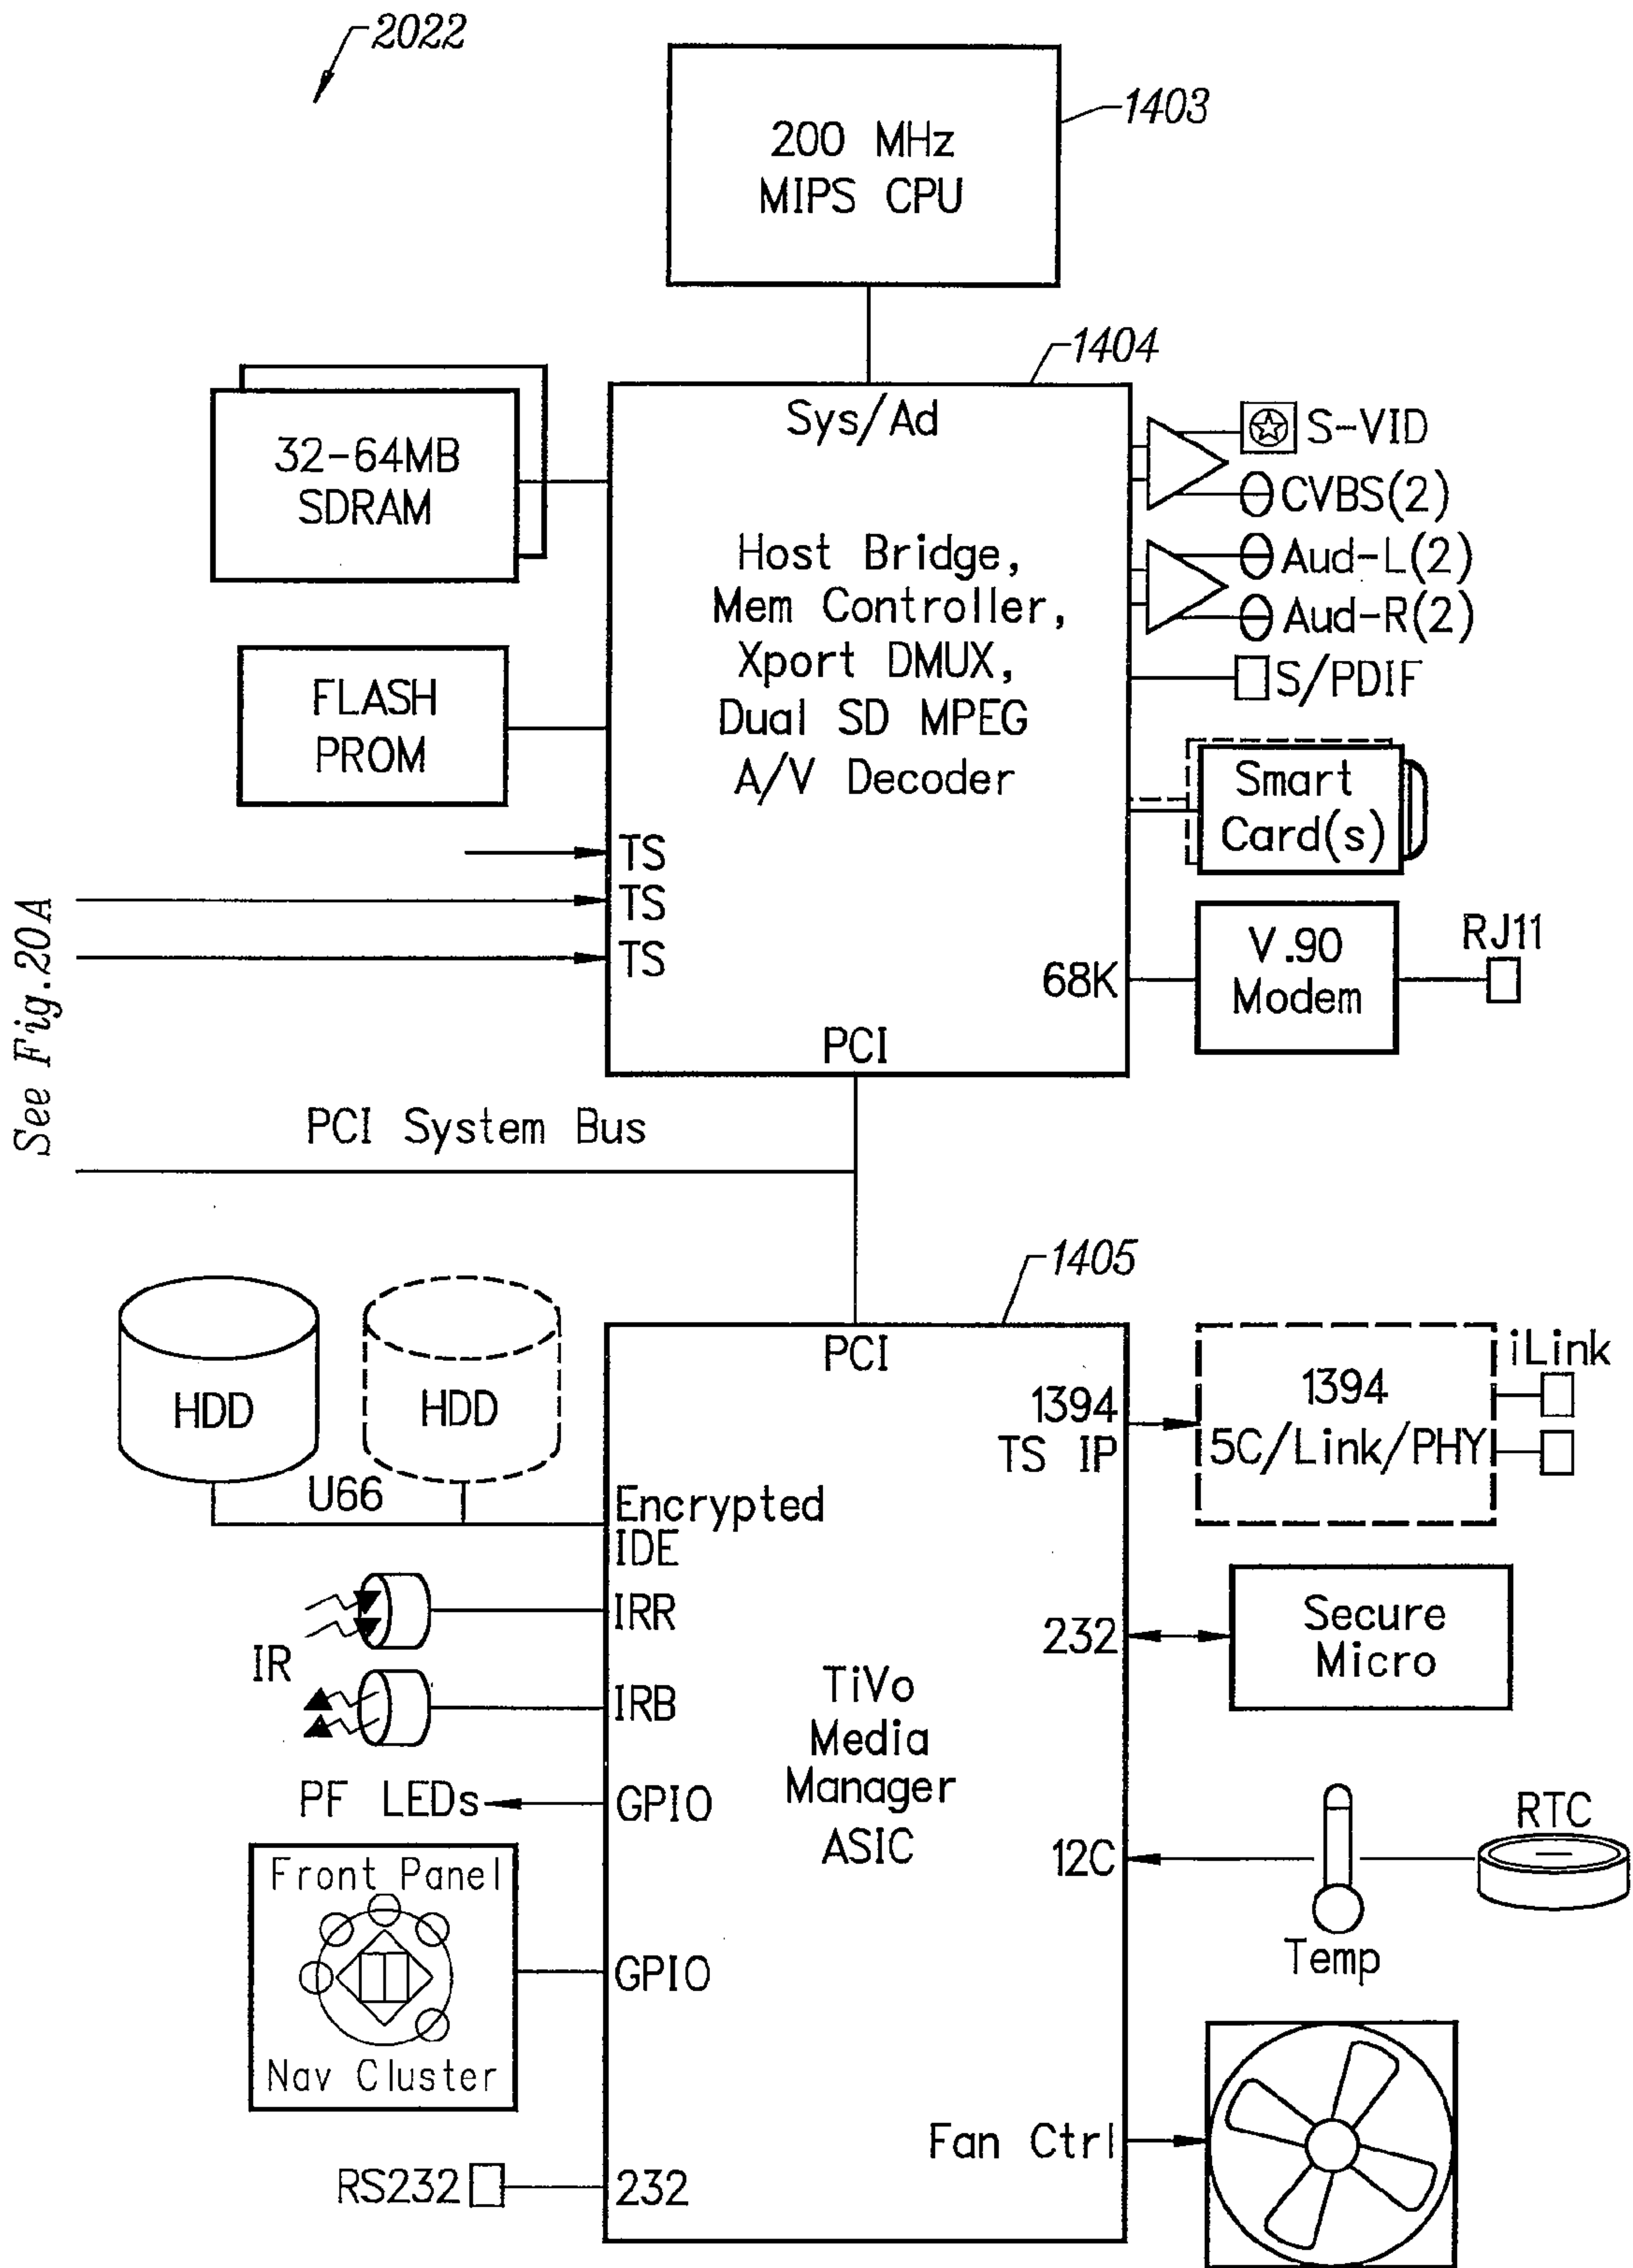 2022
200 MHz
MIPS CPU
1403
1404
32-64MB
SDRAM
Sys/Ad
S-VID
CVBS(2)
Host Bridge,
Mem Controller,
Xport DMUX,
Dual SD MPEG
A/V Decoder
Aud-L(2)
Aud-R(2)
S/PDIF
FLASH
PROM
Smart
Card(s)
TS
TS
TS
See Fig.20A
68K
V.90
Modem
RJ11
PCI
PCI System Bus
1405
HDD
HDD
U66
PCI
1394
TS IP
1394
5C/Link/PHY
iLink
Encrypted
IDE
IRR
IR
IRB
232
Secure
Micro
TiVo
Media
Manager
ASIC
PF LEDs
GPIO
12C
RTC
Temp
Front Panel
Nav Cluster
GPIO
Fan Ctrl
RS232
232